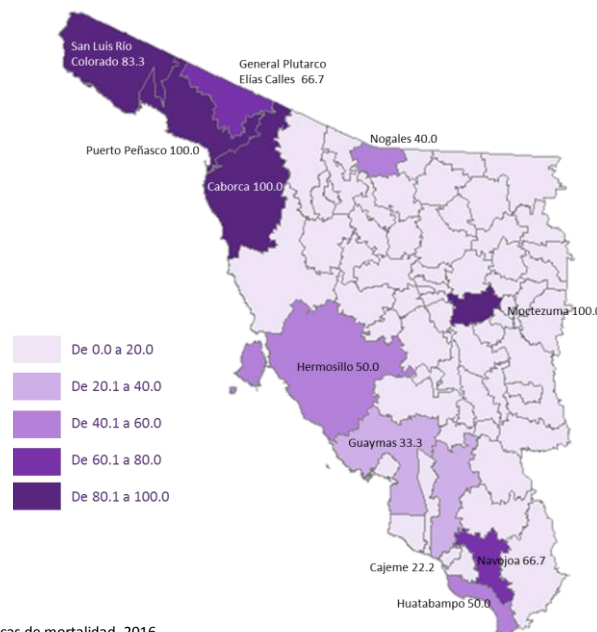 San Luis Río
Colorado 83.3
General Plutarco
Elías Calles 66.7
Nogales 40.0
Puerto Peñasco 100.0
Caborca 100.0
Moctezuma 100.0
Hermosillo 50.0
De 0.0 a 20.0
De 20.1 a 40.0
De 40.1 a 60.0
De 60.1 a 80.0
De 80.1 a 100.0
Guaymas 33.3
Navojoa 66.7
Cajeme 22.2
Huatabampo 50.0
cas de mortalidad, 2016